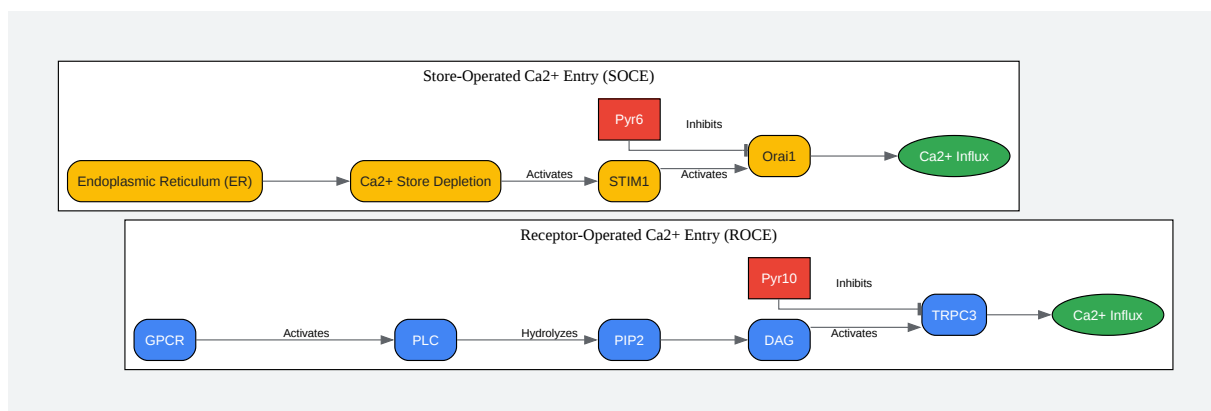 Store-Operated Ca2+ Entry (SOCE)
Pyr6
Inhibits
Orai1
Ca2+ Influx
Endoplasmic Reticulum (ER)
Ca2+ Store Depletion
Activates
STIM1
Activates
Receptor-Operated Ca2+ Entry (ROCE)
Pyr10
Inhibits
TRPC3
Ca2+ Influx
GPCR
Activates
PLC
Hydrolyzes
PIP2
DAG
Activates